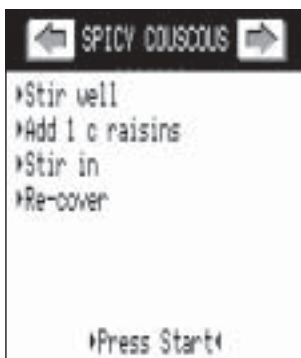 SPICY COUSCOUS
Stir well
Add 1 c raisins
Stir in
Re-cover
Press Start